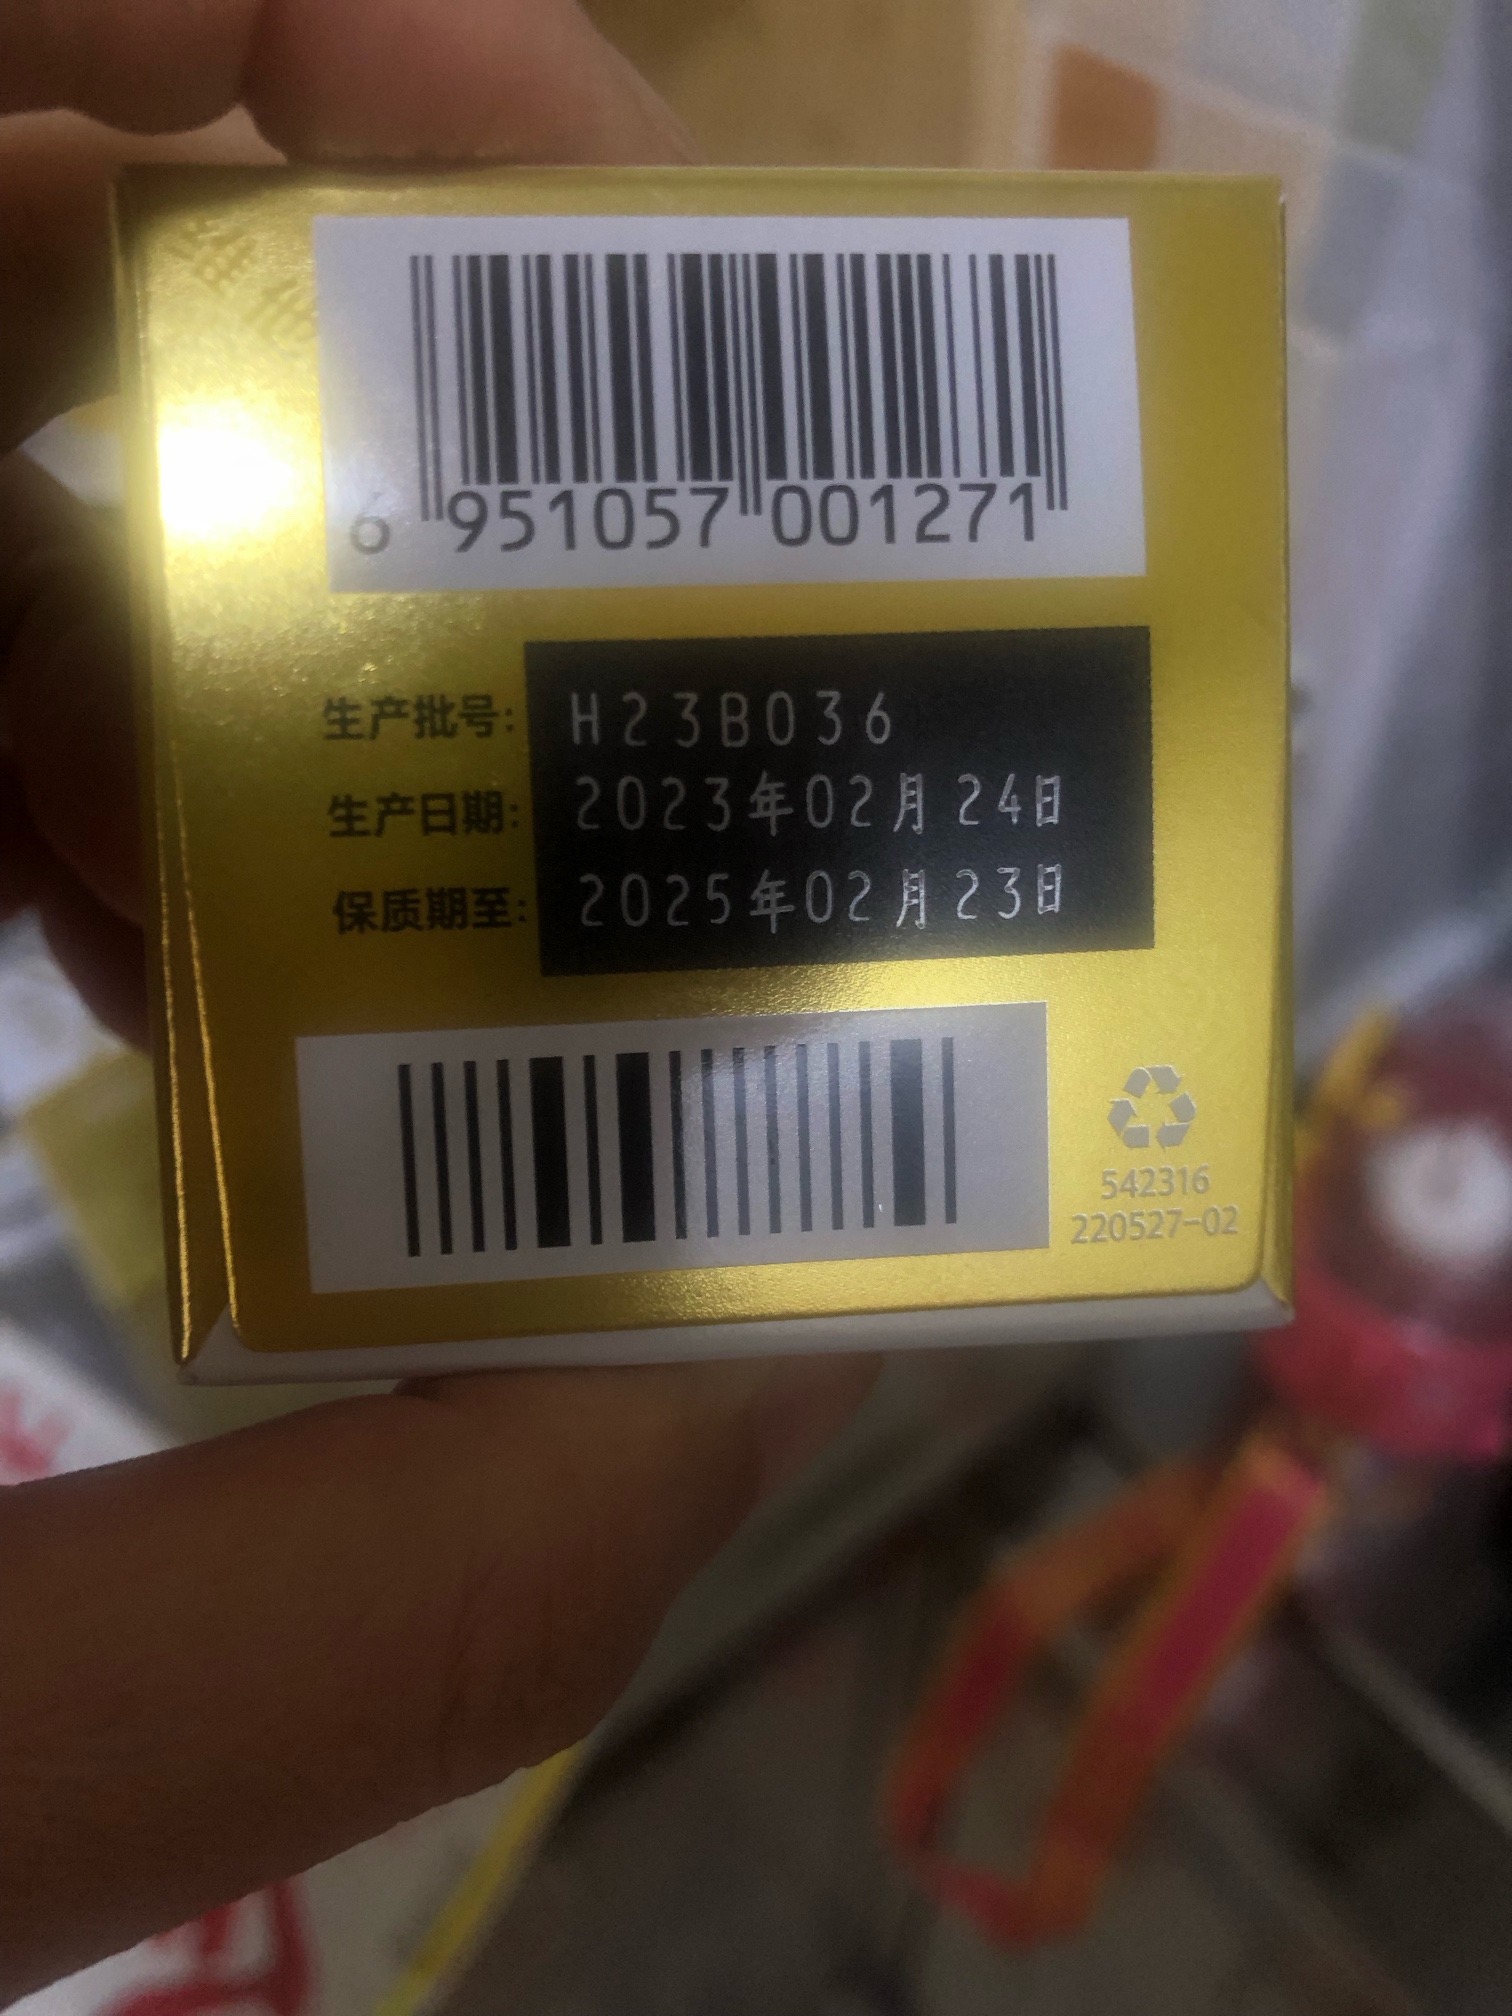 6 951057 001271
生产批号: H23B036
生产日期: 2023年02月24日
保质期至: 2025年02月23日
542316
220527-02